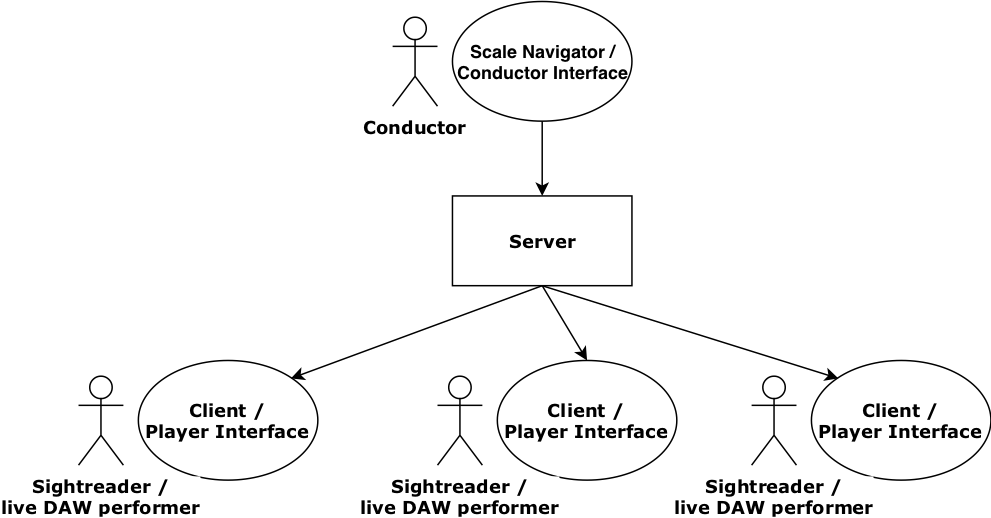 Scale Navigator /
Conductor Interface
Conductor
Server
Client /
Player Interface
Sightreader /
live DAW performer
Client /
Player Interface
Sightreader /
live DAW performer
Client /
Player Interface
Sightreader /
live DAW performer